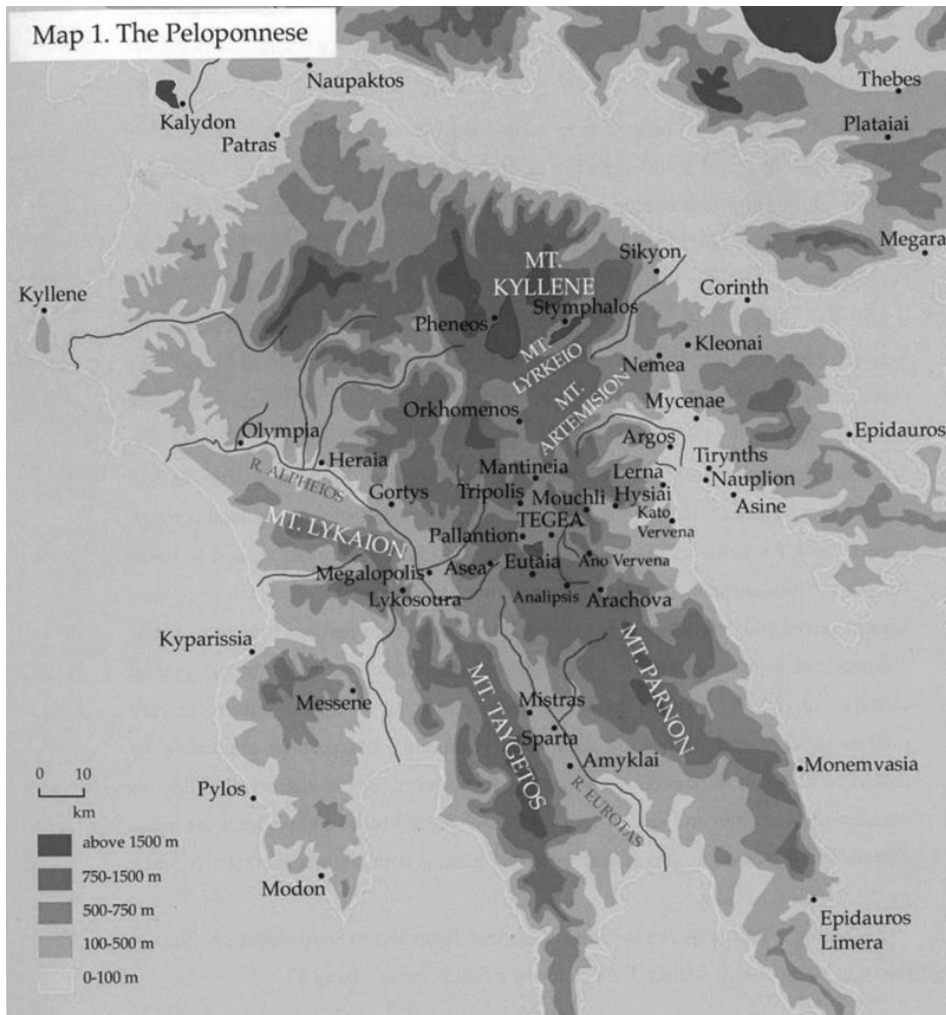 Map 1. The Peloponnese
Naupaktos
Thebes
Kalydon
Plataiai
Patras
Megara
Sikyon
MT.
KYLLENE
Kyllene
Corinth
Stymphalos
Pheneos
Kleonai
MT.
LYRKEIO
Nemea
MT.
ARTEMISION
Mycenae
Orkhomenos
Olympia
Argos
Epidauros
Heraia
Tirynths
R. ALPHEIOS
Mantineia
Lerna
Nauplion
Gortys
Tripolis
Mouchli
Hysiai
Asine
Kato
Vervena
MT. LYKAION
TEGEA
Pallantion
Ano Vervena
Megalopolis
Asea
Eutaia
Lykosoura
Analipsis
Arachova
Kyparissia
MT. PARNON
MT. TAYGETOS
Messene
Mistras
Sparta
Amyklai
Monemvasia
R. EUROTAS
0 10
km
Pylos
above 1500 m
750-1500 m
500-750 m
100-500 m
0-100 m
Modon
Epidauros
Limera